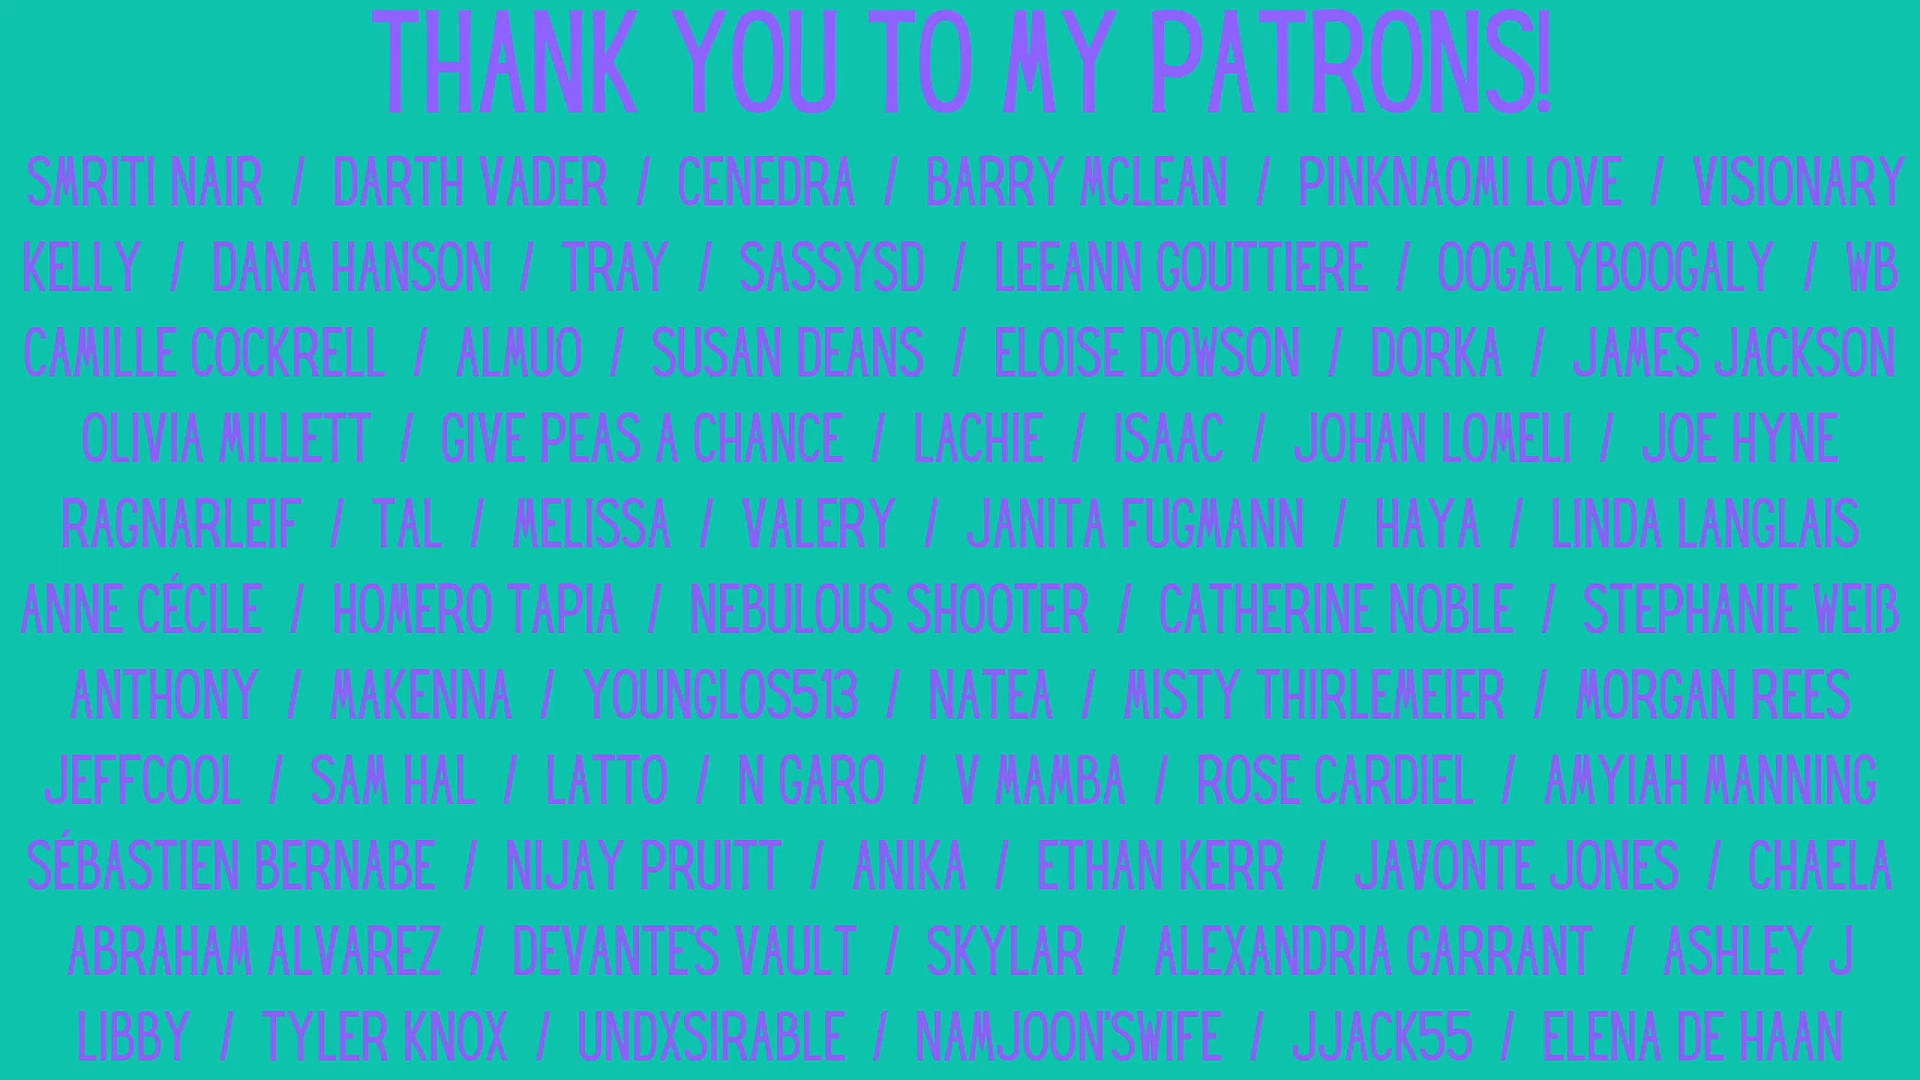 THANK YOU TO MY PATRONS!
SMRITI NAIR / DARTH VADER / CENEDRA / BARRY MCLEAN / PINKNAOMI LOVE / VISIONARY
KELLY / DANA HANSON / TRAY / SASSYSD / LEEANN GOUTTIERE / OOGALYBOOGALY / WB
CAMILLE COCKRELL / ALMUO / SUSAN DEANS / ELOISE DOWSON / DORKA / JAMES JACKSON
OLIVIA MILLETT / GIVE PEAS A CHANCE / LACHIE / ISAAC / JOHAN LOMELI / JOE HYNE
RAGNARLEIF / TAL / MELISSA / VALERY / JANITA FUGMANN / HAYA / LINDA LANGLAIS
ANNE CÉCILE / HOMERO TAPIA / NEBULOUS SHOOTER / CATHERINE NOBLE / STEPHANIE WEIß
ANTHONY / MAKENNA / YOUNGLOS513 / NATEA / MISTY THIRLEMEIER / MORGAN REES
JEFFCOOL / SAM HAL / LATTO / N GARO / V MAMBA / ROSE CARDIEL / AMYIAH MANNING
SÉBASTIEN BERNABE / NIJAY PRUITT / ANIKA / ETHAN KERR / JAVONTE JONES / CHAELA
ABRAHAM ALVAREZ / DEVANTE'S VAULT / SKYLAR / ALEXANDRIA GARRANT / ASHLEY J
LIBBY / TYLER KNOX / UNDXSIRABLE / NAMJOON'SWIFE / JJACK55 / ELENA DE HAAN